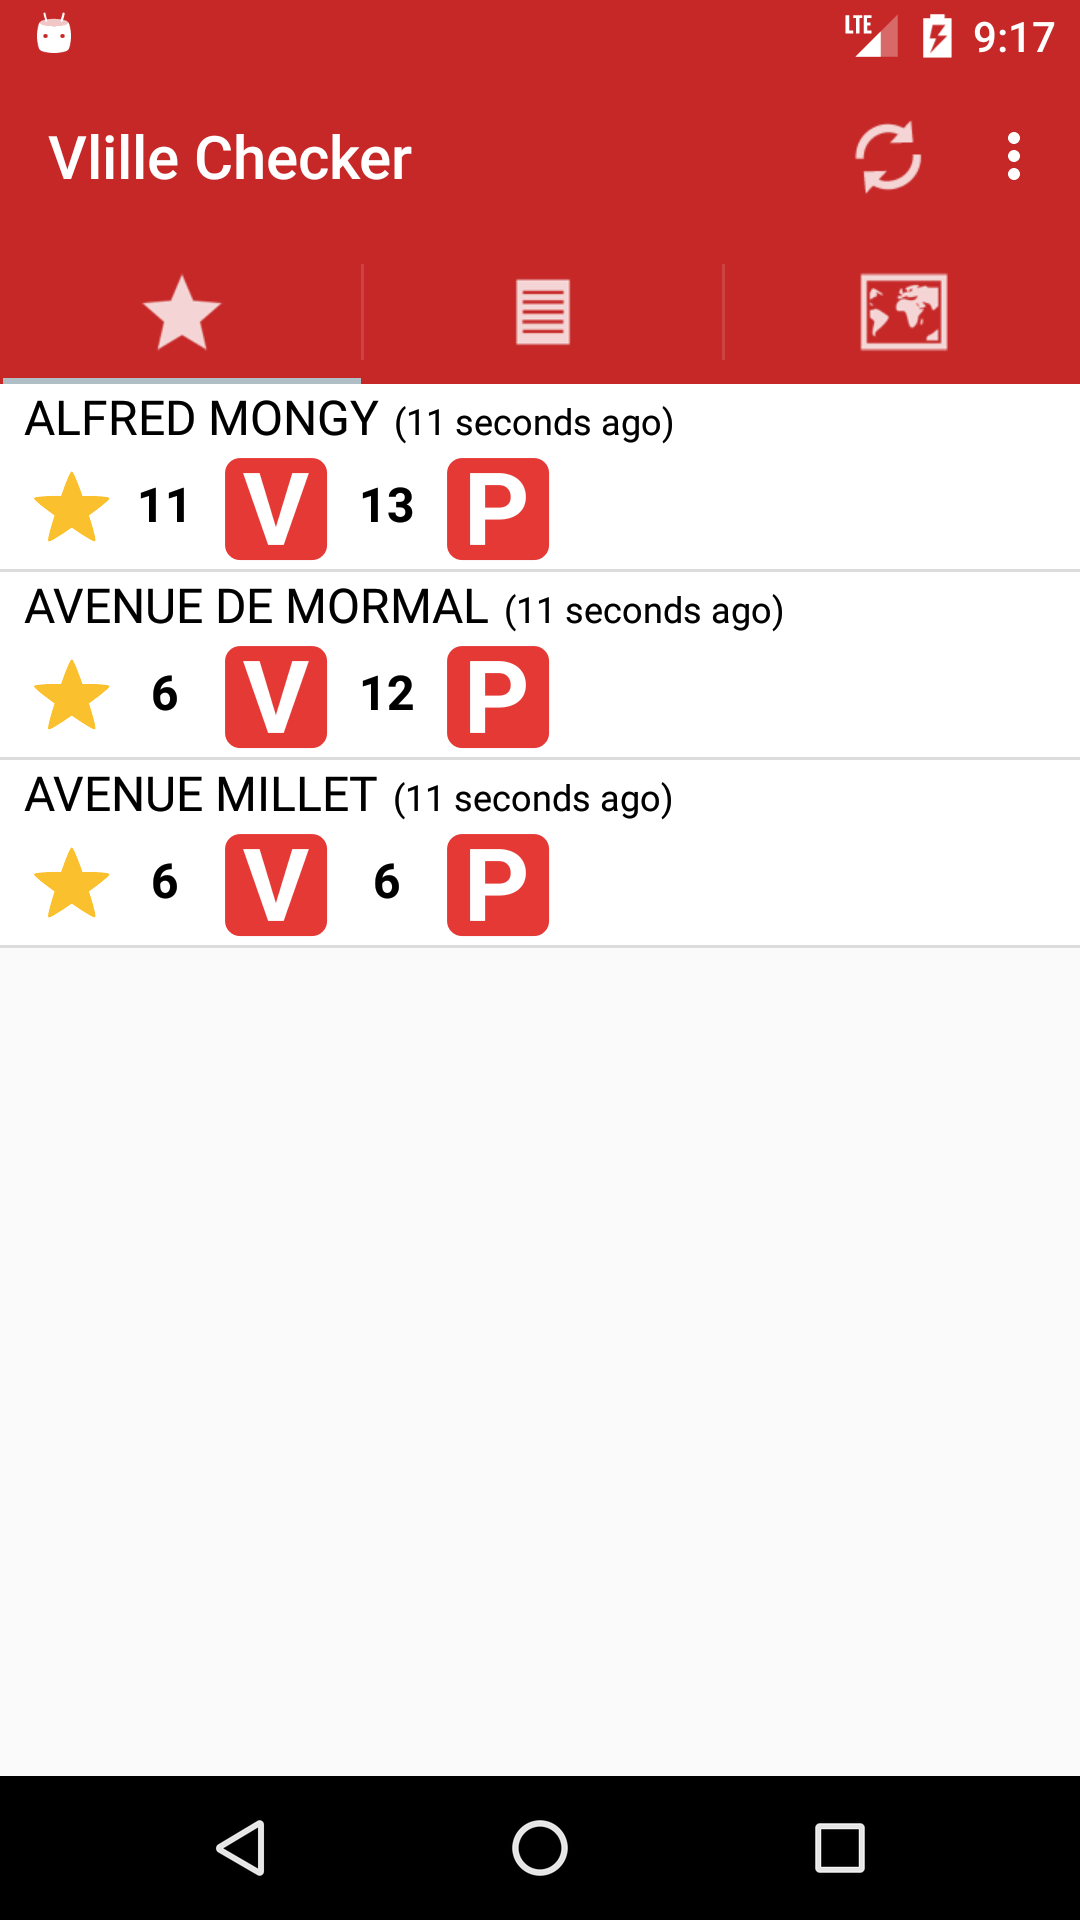 LTE 9:17
Vlille Checker
ALFRED MONGY (11 seconds ago)
11 V 13 P
AVENUE DE MORMAL (11 seconds ago)
6 V 12 P
AVENUE MILLET (11 seconds ago)
6 V 6 P